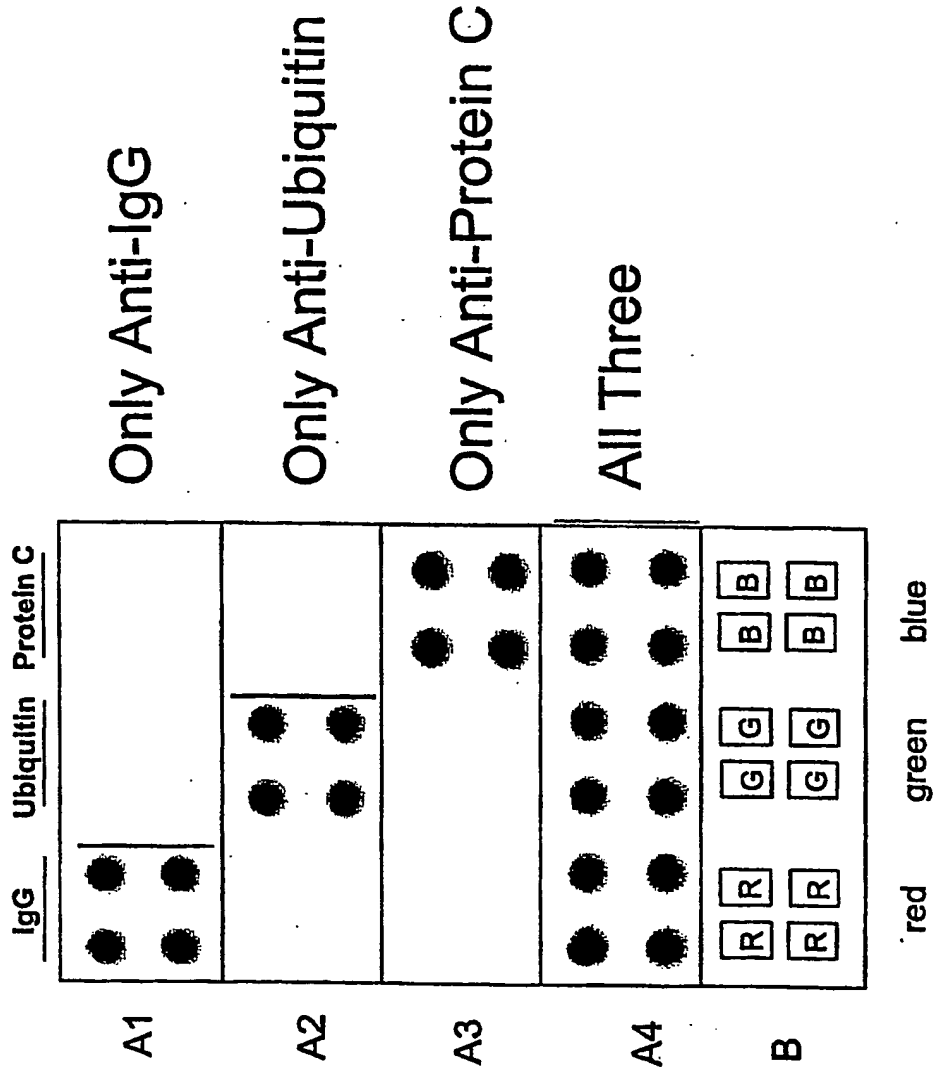 IgG Ubiquitin Protein C
A1 Only Anti-IgG
A2 Only Anti-Ubiquitin
A3 Only Anti-Protein C
A4 All Three
B R R G G B B
R R G G B B
red green blue